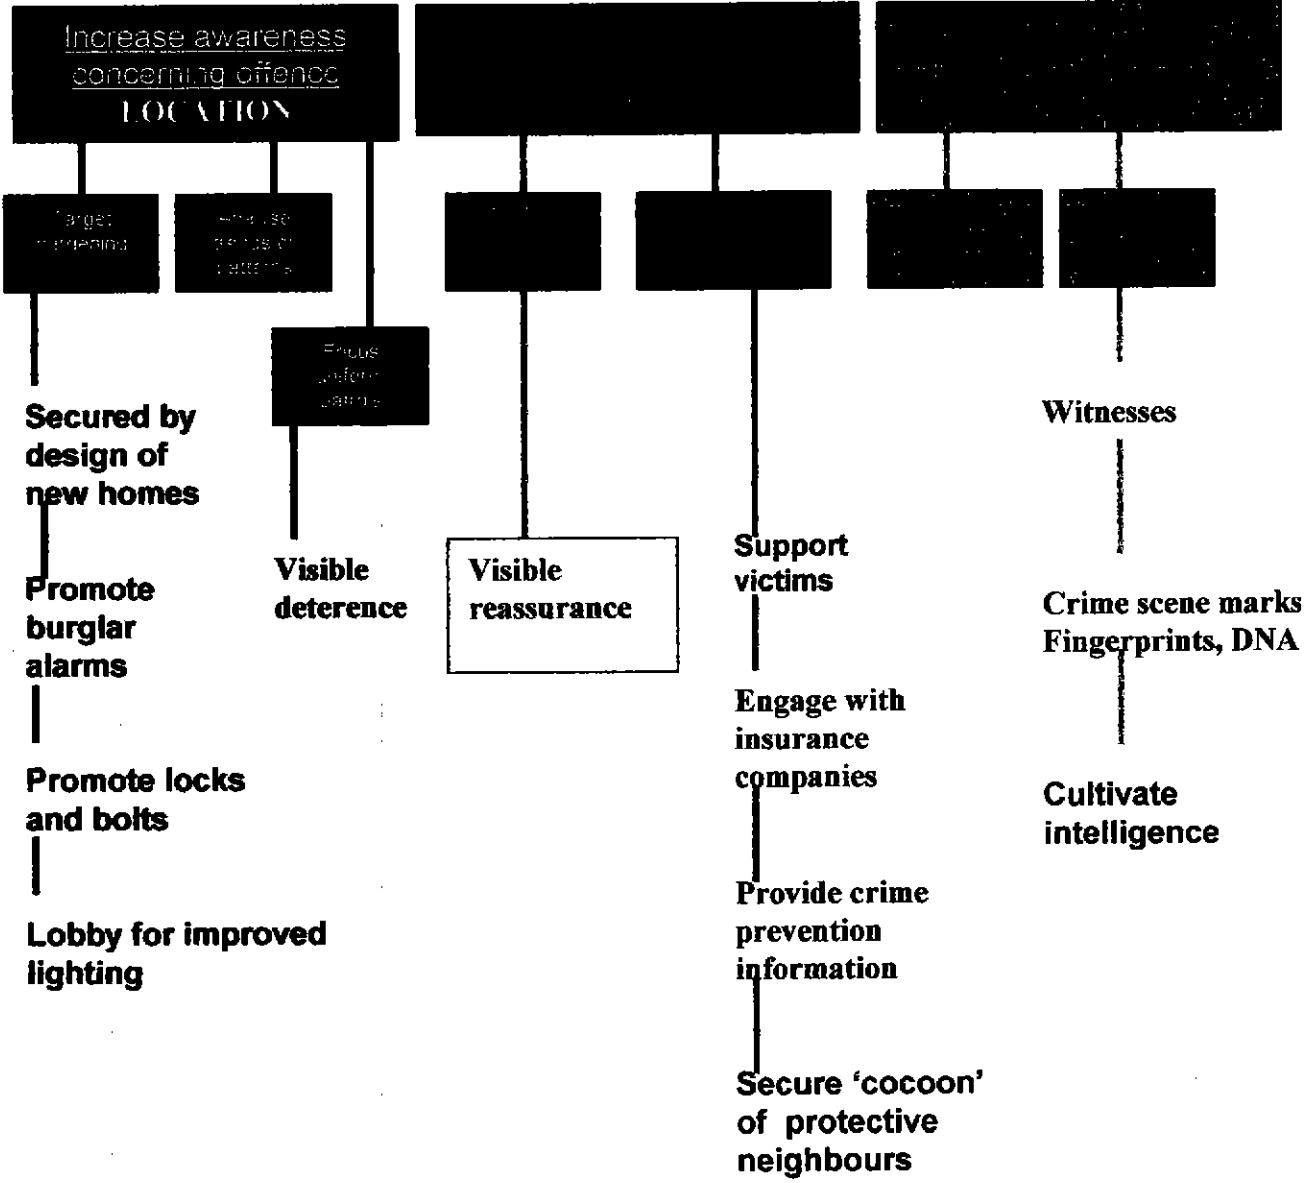 Increase awareness
concerning offence
LOCATION
Target
hardening
patterns
Focus
Secured by
design of
new homes
Promote
burglar
alarms
Promote locks
and bolts
Lobby for improved
lighting
Visible
deterence
Visible
reassurance
Support
victims
Engage with
insurance
companies
Provide crime
prevention
information
Secure ‘cocoon’
of protective
neighbours
Witnesses
Crime scene marks
Fingerprints, DNA
Cultivate
intelligence